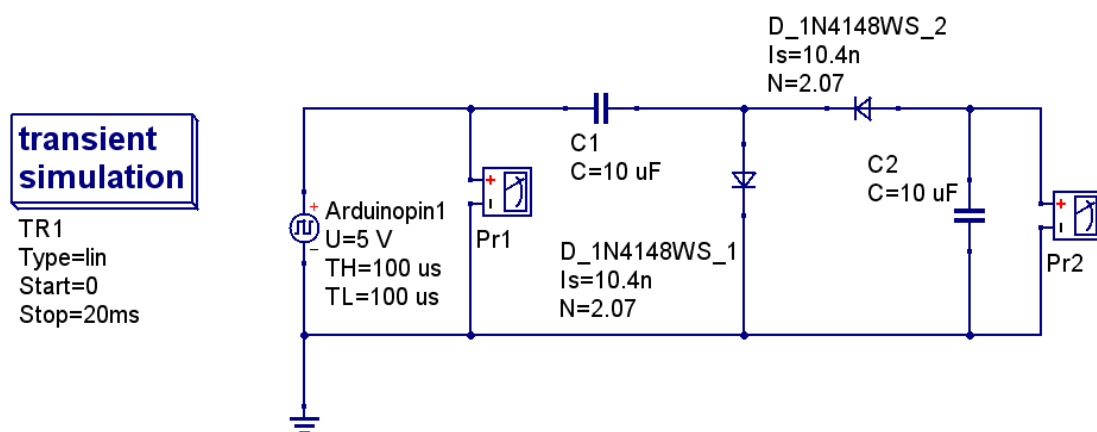 transient
simulation
TR1
Type=lin
Start=0
Stop=20ms
+
Arduinopin1
U=5 V
TH=100 us
TL=100 us
−
+
Pr1
C1
C=10 uF
D_1N4148WS_1
Is=10.4n
N=2.07
D_1N4148WS_2
Is=10.4n
N=2.07
C2
C=10 uF
+
Pr2